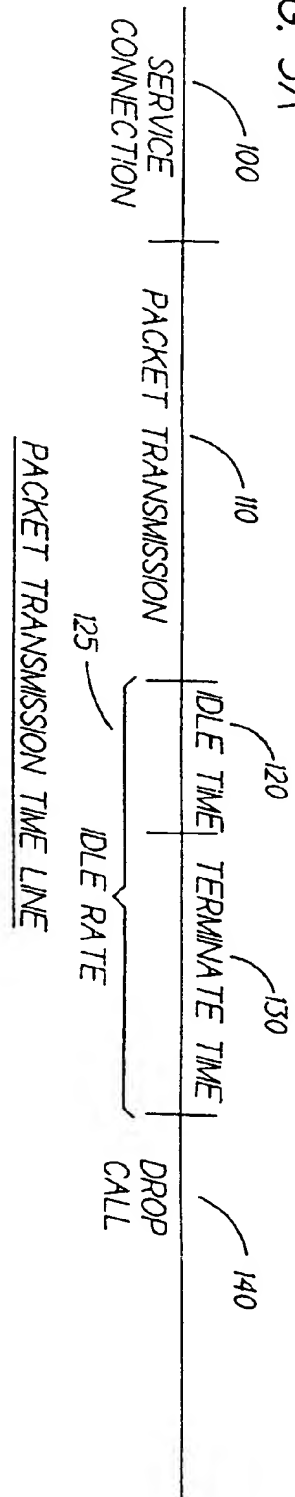 100
110
120
130
140
SERVICE
CONNECTION
PACKET TRANSMISSION
IDLE TIME
TERMINATE TIME
DROP
CALL
125
IDLE RATE
PACKET TRANSMISSION TIME LINE